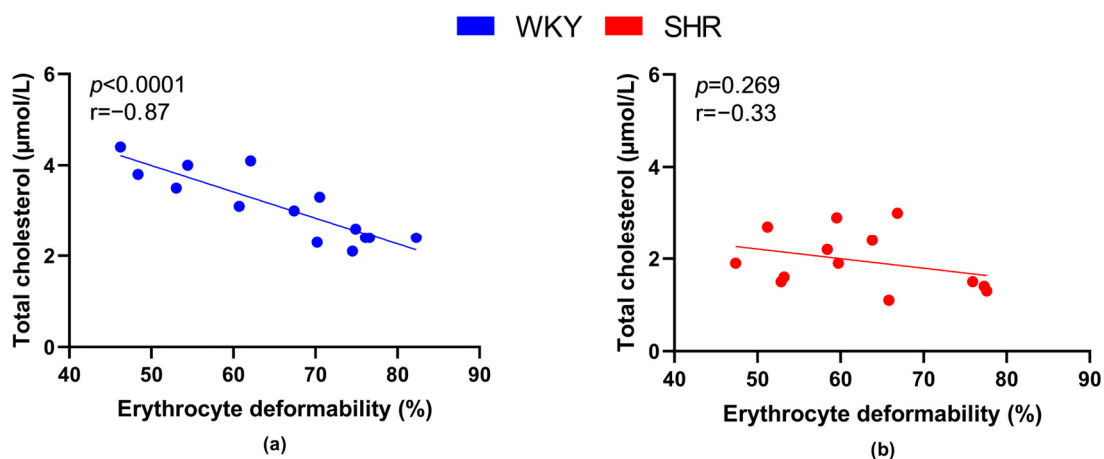 WKY SHR
p<0.0001
r=−0.87
Total cholesterol (µmol/L)
6
4
2
0
40 50 60 70 80 90
Erythrocyte deformability (%)
(a)
p=0.269
r=−0.33
Total cholesterol (µmol/L)
6
4
2
0
40 50 60 70 80 90
Erythrocyte deformability (%)
(b)